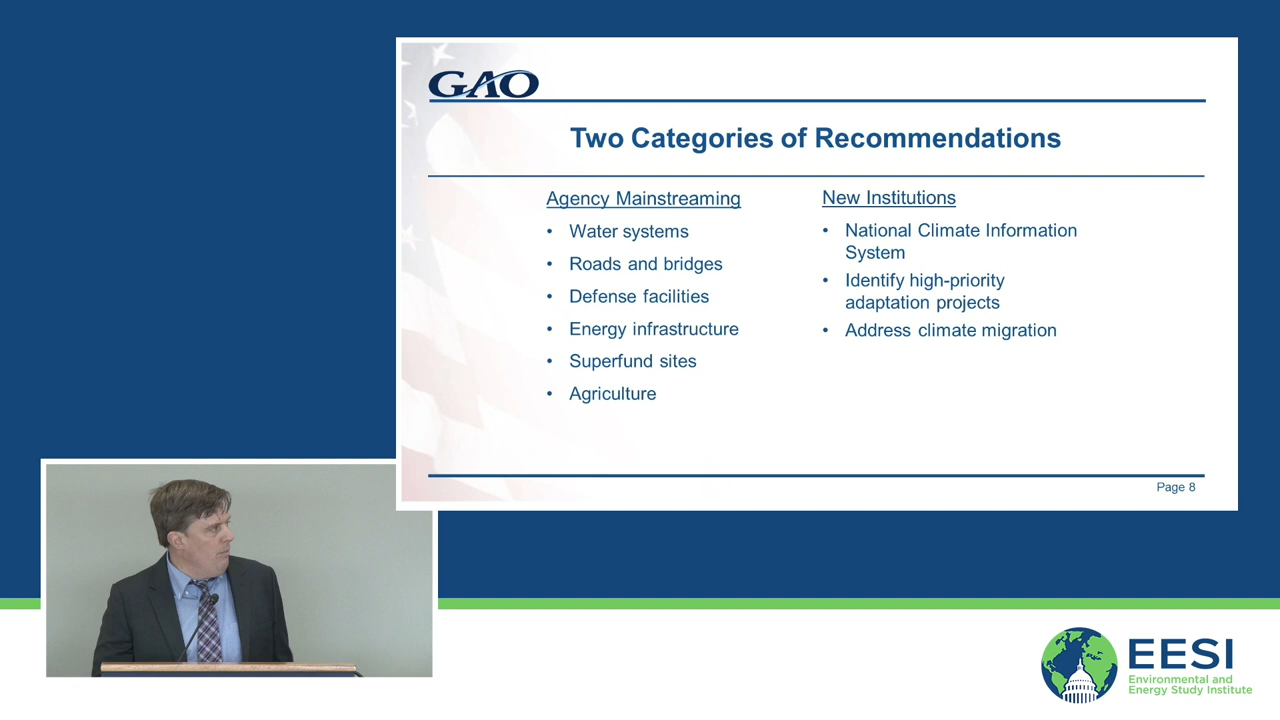 GAO
Two Categories of Recommendations
Agency Mainstreaming
• Water systems
• Roads and bridges
• Defense facilities
• Energy infrastructure
• Superfund sites
• Agriculture
New Institutions
• National Climate Information
System
• Identify high-priority
adaptation projects
• Address climate migration
Page 8
EESI
Environmental and
Energy Study Institute